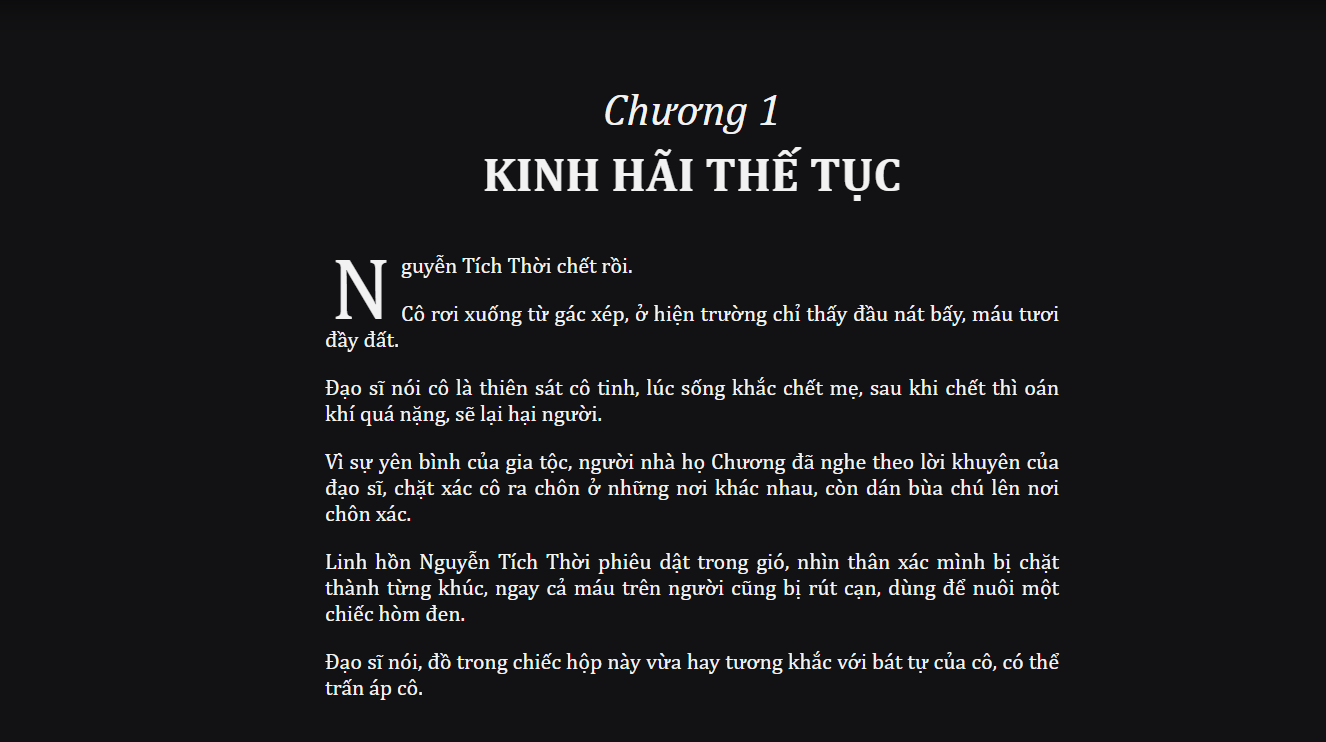 Chương 1
KINH HÃI THẾ TỤC
Nguyễn Tích Thời chết rồi.
Cô rơi xuống từ gác xép, ở hiện trường chỉ thấy đầu nát bấy, máu tươi
đầy đất.
Đạo sĩ nói cô là thiên sát cô tinh, lúc sống khắc chết mẹ, sau khi chết thì oán
khí quá nặng, sẽ lại hại người.
Vì sự yên bình của gia tộc, người nhà họ Chương đã nghe theo lời khuyên của
đạo sĩ, chặt xác cô ra chôn ở những nơi khác nhau, còn dán bùa chú lên nơi
chôn xác.
Linh hồn Nguyễn Tích Thời phiêu dật trong gió, nhìn thân xác mình bị chặt
thành từng khúc, ngay cả máu trên người cũng bị rút cạn, dùng để nuôi một
chiếc hòm đen.
Đạo sĩ nói, đồ trong chiếc hộp này vừa hay tương khắc với bát tự của cô, có thể
trấn áp cô.